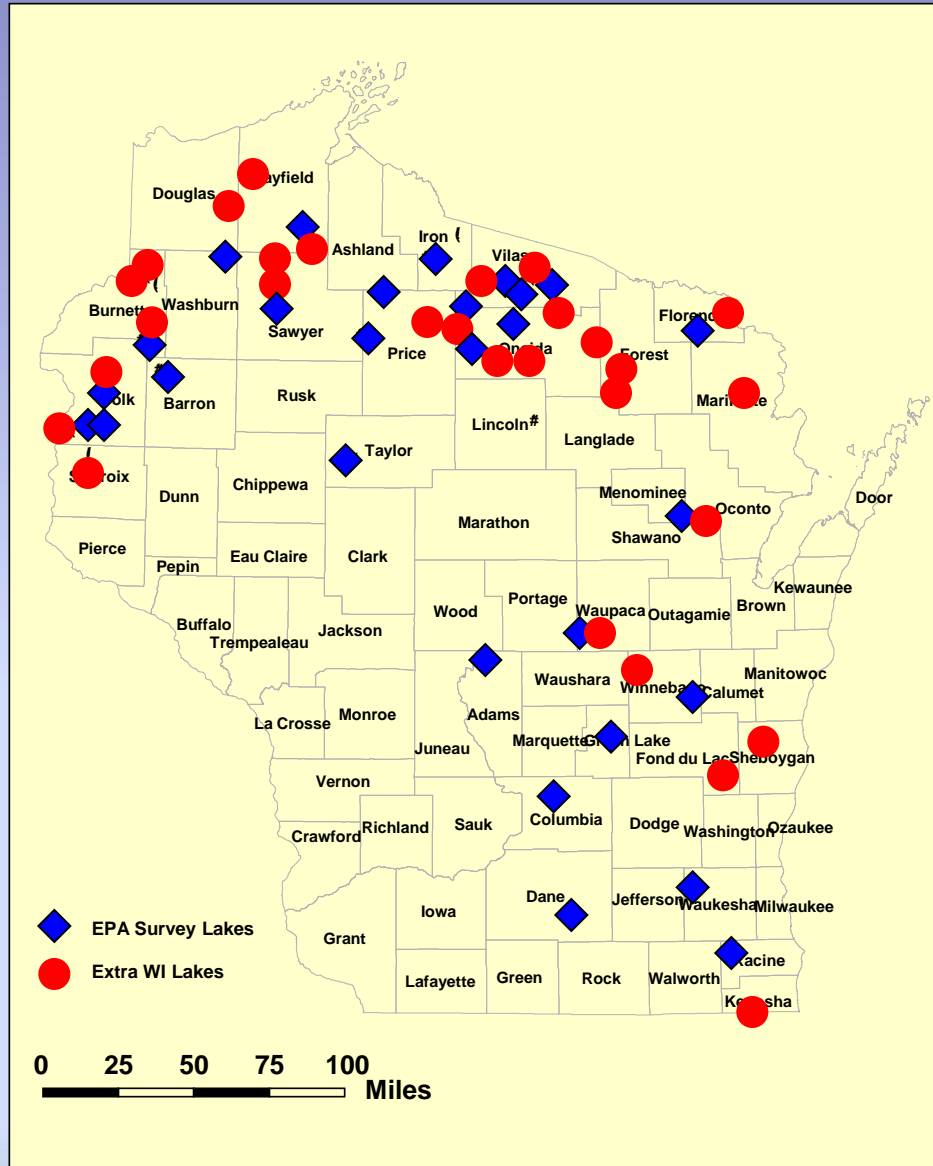 Bayfield
Douglas
Iron (
Ashland
Vilas
Burnett
(
Washburn
Florence
Sawyer
Price
Oneida
Forest
#
Polk
Barron
Rusk
Marinette
Lincoln#
Langlade
(
Taylor
St Croix
Dunn
Chippewa
Menominee
Door
Oconto
Marathon
Shawano
Pierce
Eau Claire
Clark
Pepin
Kewaunee
Portage
Waupaca
Outagamie
Brown
Wood
Buffalo
Jackson
Trempealeau
Manitowoc
Waushara
Winnebago
Calumet
La Crosse
Monroe
Adams
Marquette
Green Lake
Juneau
Fond du Lac
Sheboygan
Vernon
Columbia
Dodge
Washington
Ozaukee
Crawford
Richland
Sauk
Dane
Jefferson
Waukesha
Milwaukee
Iowa
Grant
EPA Survey Lakes
Extra WI Lakes
Lafayette
Green
Rock
Walworth
Racine
Kenosha
0 25 50 75 100
Miles